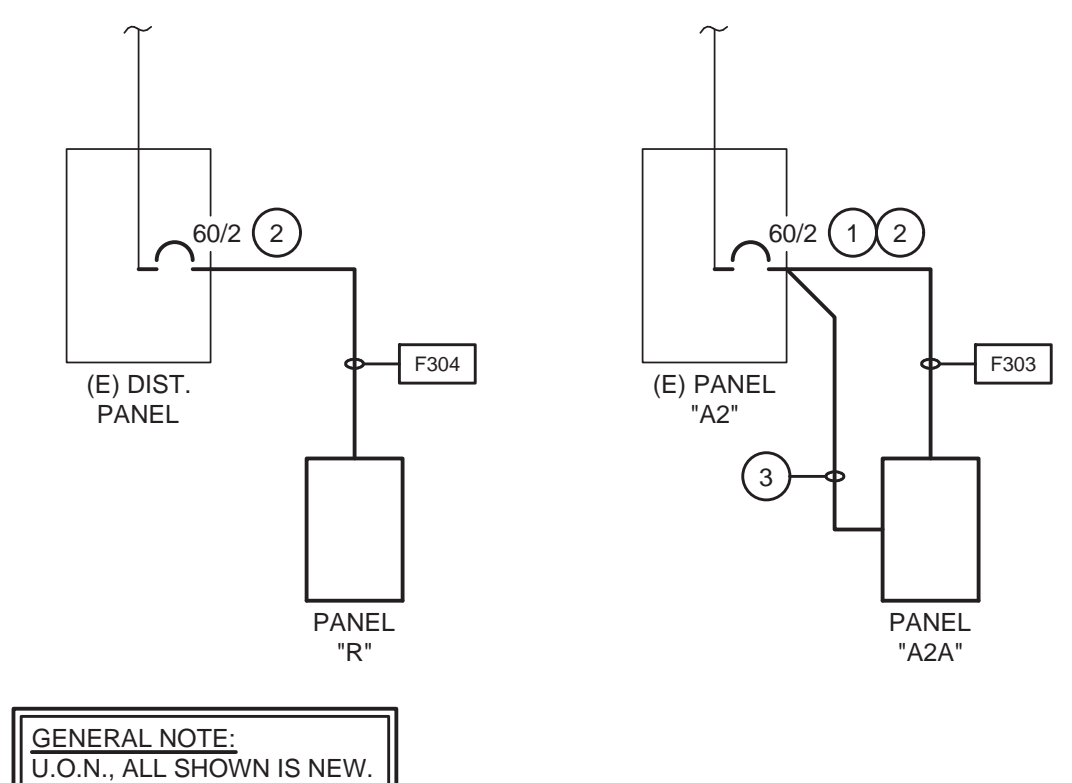 60/2
2
F304
(E) DIST.
PANEL
PANEL
"R"
60/2
1
2
F303
(E) PANEL
"A2"
3
PANEL
"A2A"
GENERAL NOTE:
U.O.N., ALL SHOWN IS NEW.